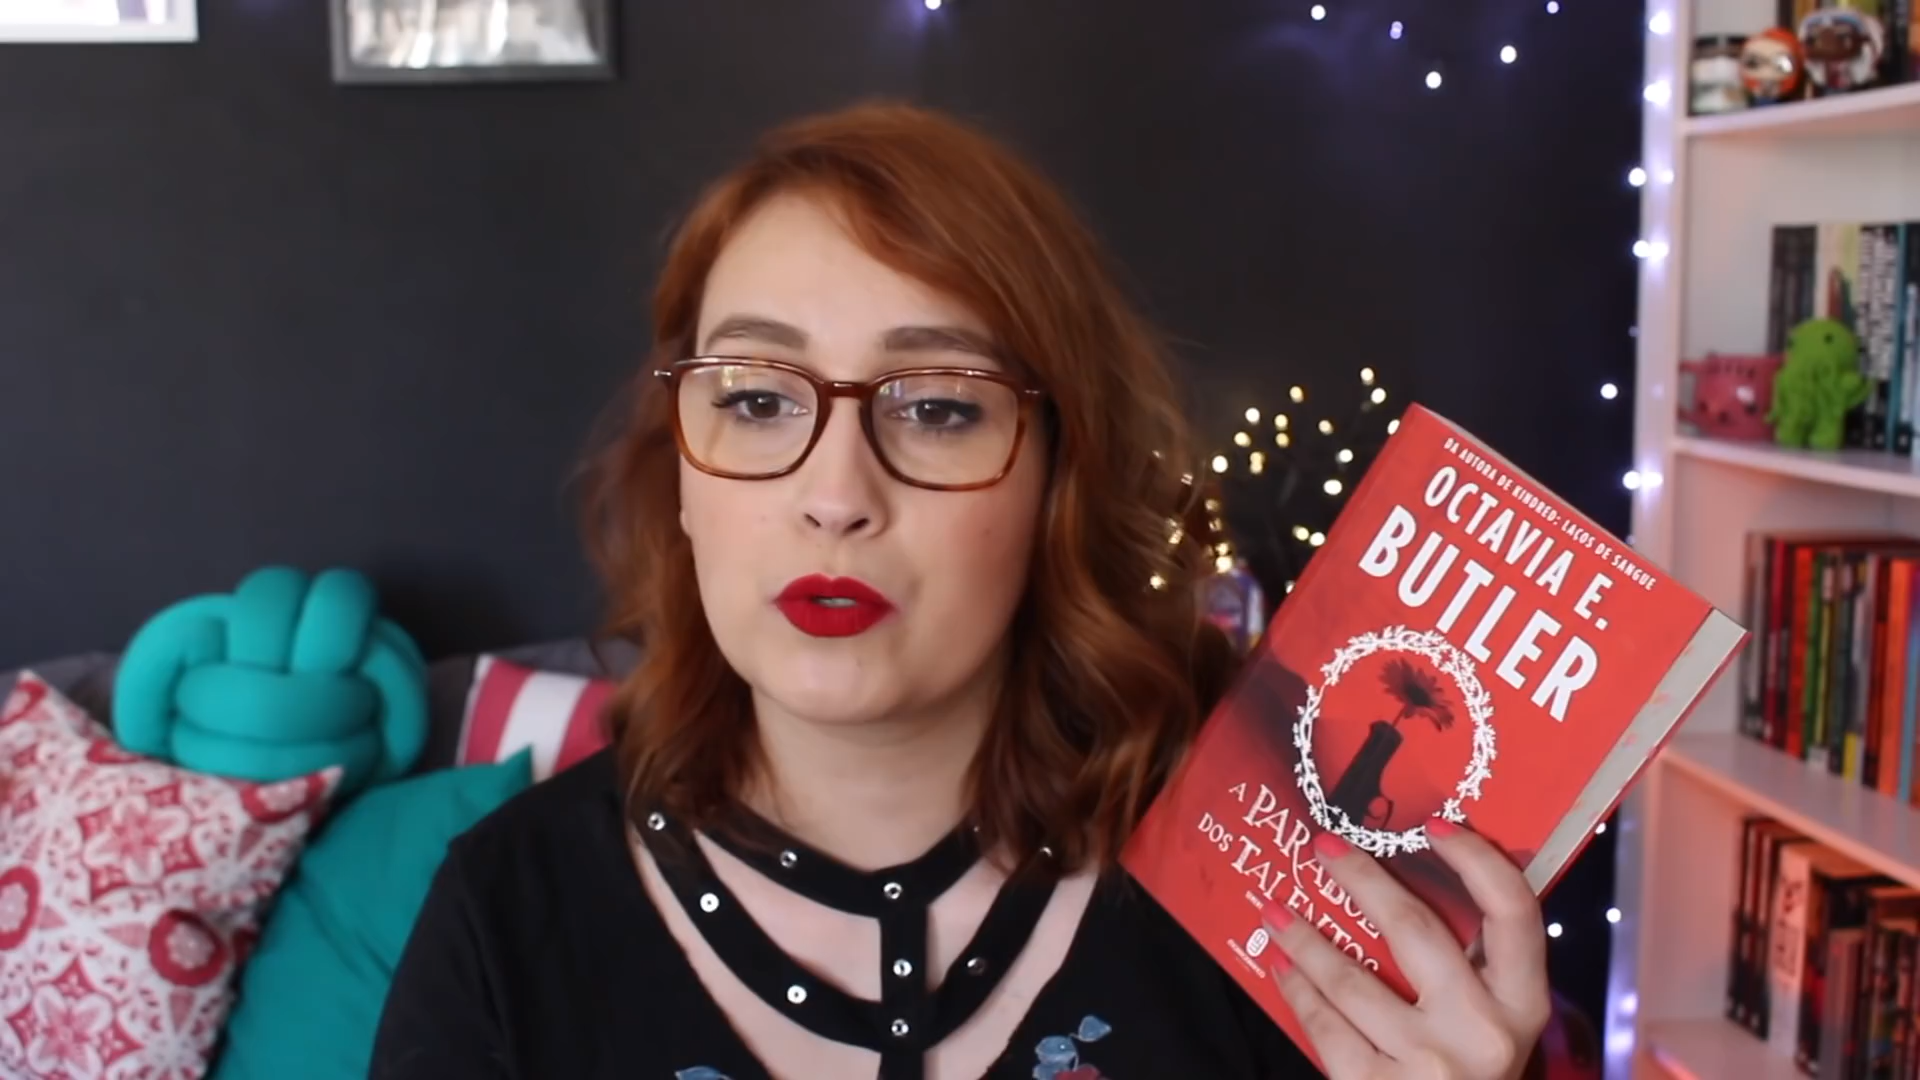 DA AUTORA DE KINDRED: LAÇOS DE SANGUE
OCTAVIA E.
BUTLER
A PARÁBOLA
DOS TALENTOS